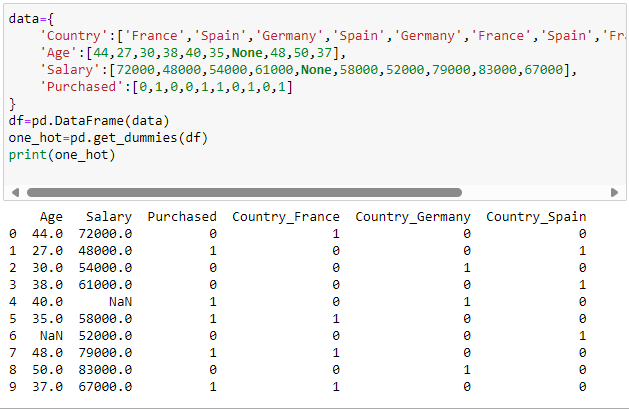 data={
    'Country':['France','Spain','Germany','Spain','Germany','France','Spain','Fra
    'Age':[44,27,30,38,40,35,None,48,50,37],
    'Salary':[72000,48000,54000,61000,None,58000,52000,79000,83000,67000],
    'Purchased':[0,1,0,0,1,1,0,1,0,1]
}
df=pd.DataFrame(data)
one_hot=pd.get_dummies(df)
print(one_hot)
    Age   Salary  Purchased  Country_France  Country_Germany  Country_Spain
0  44.0  72000.0          0               1                0              0
1  27.0  48000.0          1               0                0              1
2  30.0  54000.0          0               0                1              0
3  38.0  61000.0          0               0                0              1
4  40.0      NaN          1               0                1              0
5  35.0  58000.0          1               1                0              0
6   NaN  52000.0          0               0                0              1
7  48.0  79000.0          1               1                0              0
8  50.0  83000.0          0               0                1              0
9  37.0  67000.0          1               1                0              0